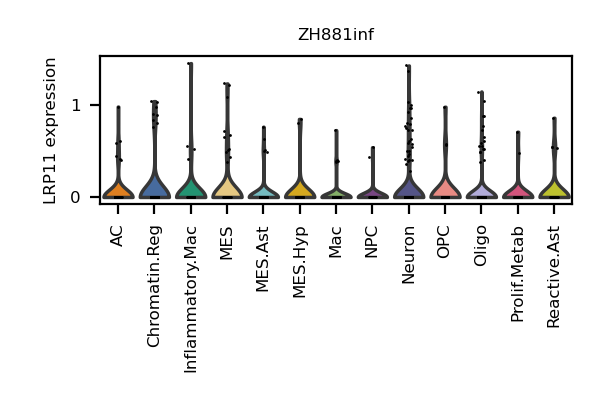 ZH881inf
LRP11 expression
1
0
AC
Chromatin.Reg
Inflammatory.Mac
MES
MES.Ast
MES.Hyp
Mac
NPC
Neuron
OPC
Oligo
Prolif.Metab
Reactive.Ast